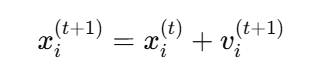 $x_i^{(t+1)} = x_i^{(t)} + v_i^{(t+1)}$